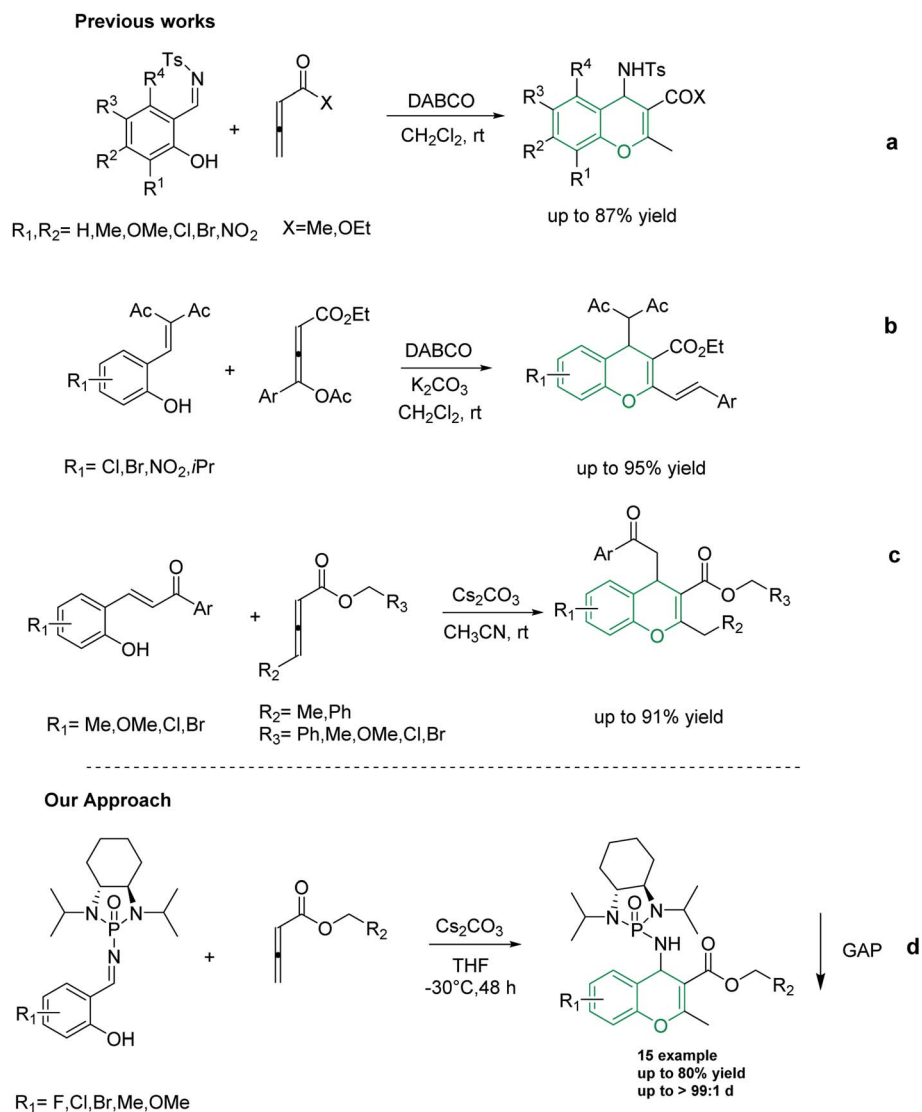 Previous works
Ts
N
R4
R3
R2
R1
OH
+
O
X
DABCO
CH2Cl2, rt
R4 NHTs
R3
COX
R2
O
R1
a
up to 87% yield
R1,R2= H,Me,OMe,Cl,Br,NO2 X=Me,OEt
Ac Ac
R1
OH
+
CO2Et
Ar OAc
DABCO
K2CO3
CH2Cl2, rt
Ac Ac
CO2Et
R1
O Ar
b
R1= Cl,Br,NO2,iPr
up to 95% yield
O
Ar
R1
OH
+
O
O
R3
R2
Cs2CO3
CH3CN, rt
O
Ar
O
O
R3
R1
O
R2
c
R1= Me,OMe,Cl,Br
R2= Me,Ph
R3= Ph,Me,OMe,Cl,Br
up to 91% yield
Our Approach
N O N
P
N
R1
OH
+
O
O
R2
Cs2CO3
THF
-30°C,48 h
N O N
P
NH
O
O
R2
R1
O
GAP d
15 example
up to 80% yield
up to > 99:1 d
R1= F,Cl,Br,Me,OMe